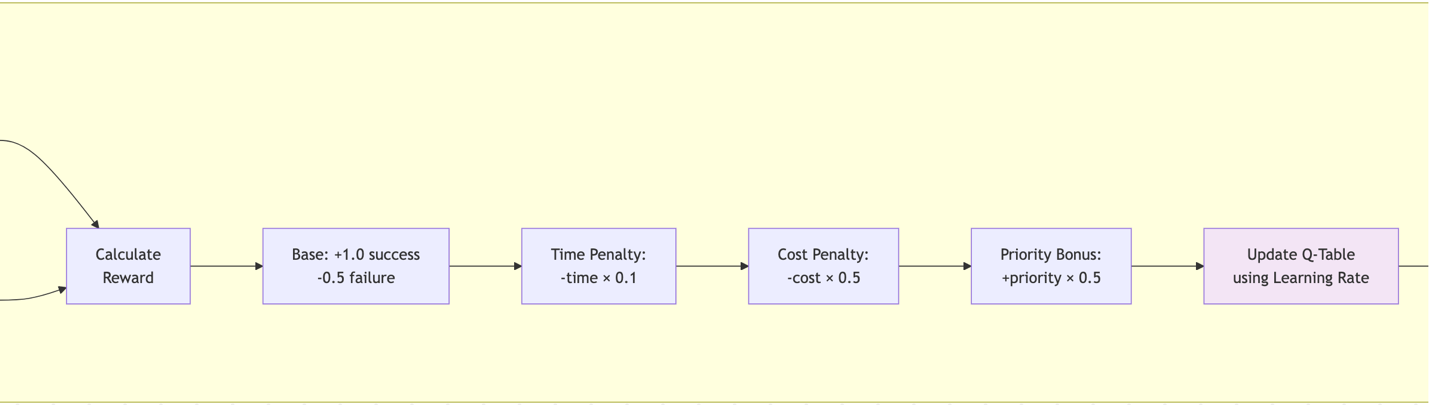 Calculate
Reward
Base: +1.0 success
-0.5 failure
Time Penalty:
-time × 0.1
Cost Penalty:
-cost × 0.5
Priority Bonus:
+priority × 0.5
Update Q-Table
using Learning Rate